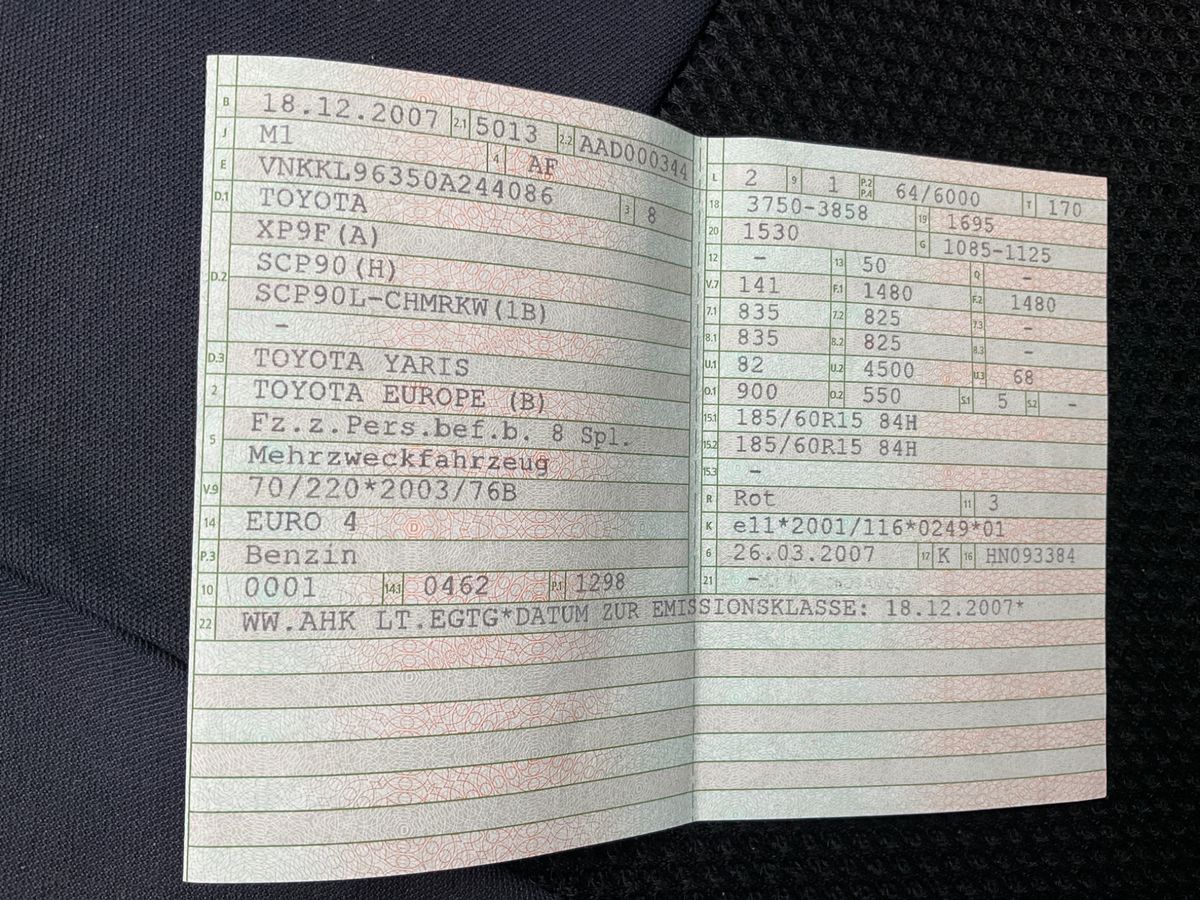 B 18.12.2007 2.1 5013 2.2 AAD000344
J M1 4 AF
E VNKKL96350A244086 3 8
D.1 TOYOTA
D.2 XP9F(A)
SCP90(H)
SCP90L-CHMRKW(1B)
-
D.3 TOYOTA YARIS
2 TOYOTA EUROPE (B)
5 Fz.z.Pers.bef.b. 8 Spl.
Mehrzweckfahrzeug
V.9 70/220*2003/76B
14 EURO 4
P.3 Benzin
10 0001 14.1 0462 P.1 1298
22 WW.AHK LT.EGTG*DATUM ZUR EMISSIONSKLASSE: 18.12.2007*
L 2 9 1 P.2 P.4 64/6000 T 170
18 3750-3858 19 1695
20 1530 G 1085-1125
12 - 13 50 Q -
V.7 141 F.1 1480 F.2 1480
7.1 835 7.2 825 7.3 -
8.1 835 8.2 825 8.3 -
U.1 82 U.2 4500 U.3 68
O.1 900 O.2 550 S.1 5 S.2 -
15.1 185/60R15 84H
15.2 185/60R15 84H
15.3 -
R Rot 11 3
K e11*2001/116*0249*01
6 26.03.2007 17 K 16 HN093384
21 -